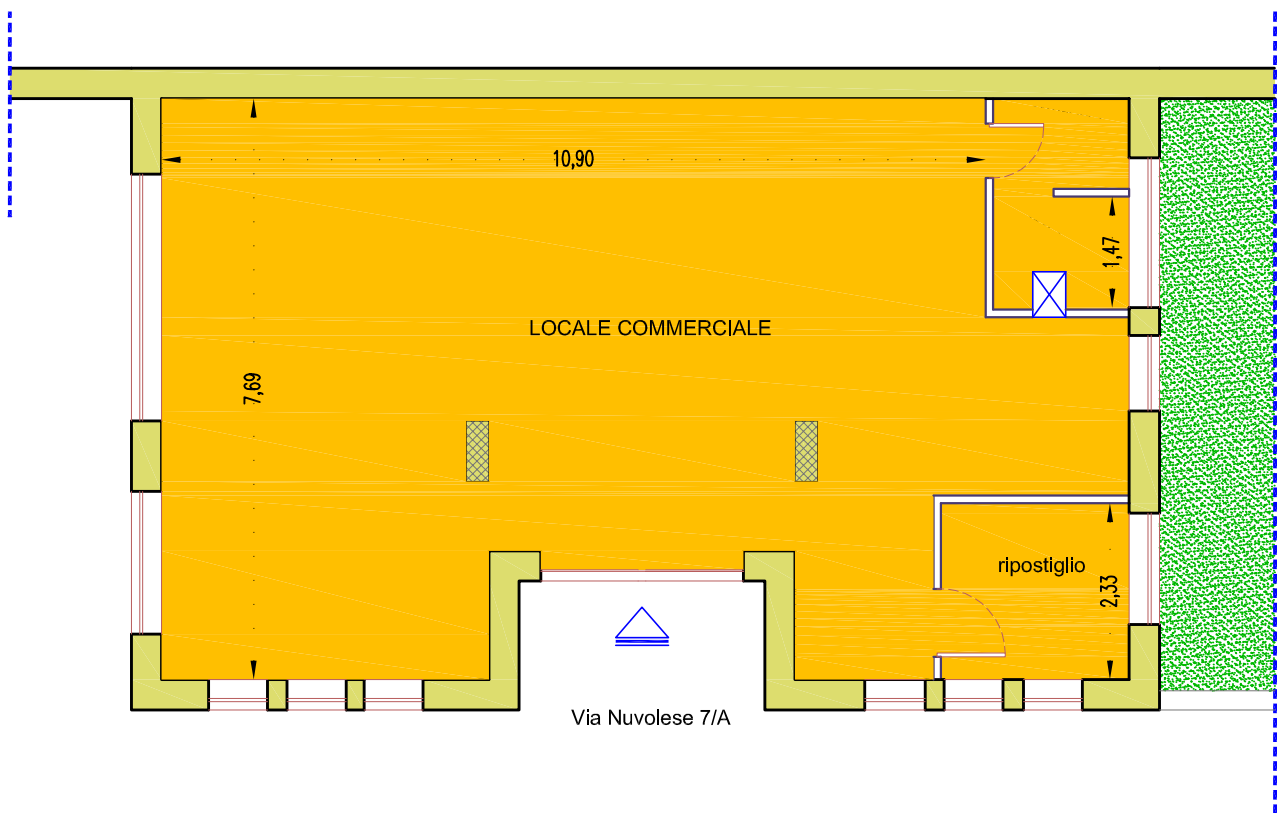 10,90
1,47
LOCALE COMMERCIALE
7,69
ripostiglio
2,33
Via Nuvolese 7/A